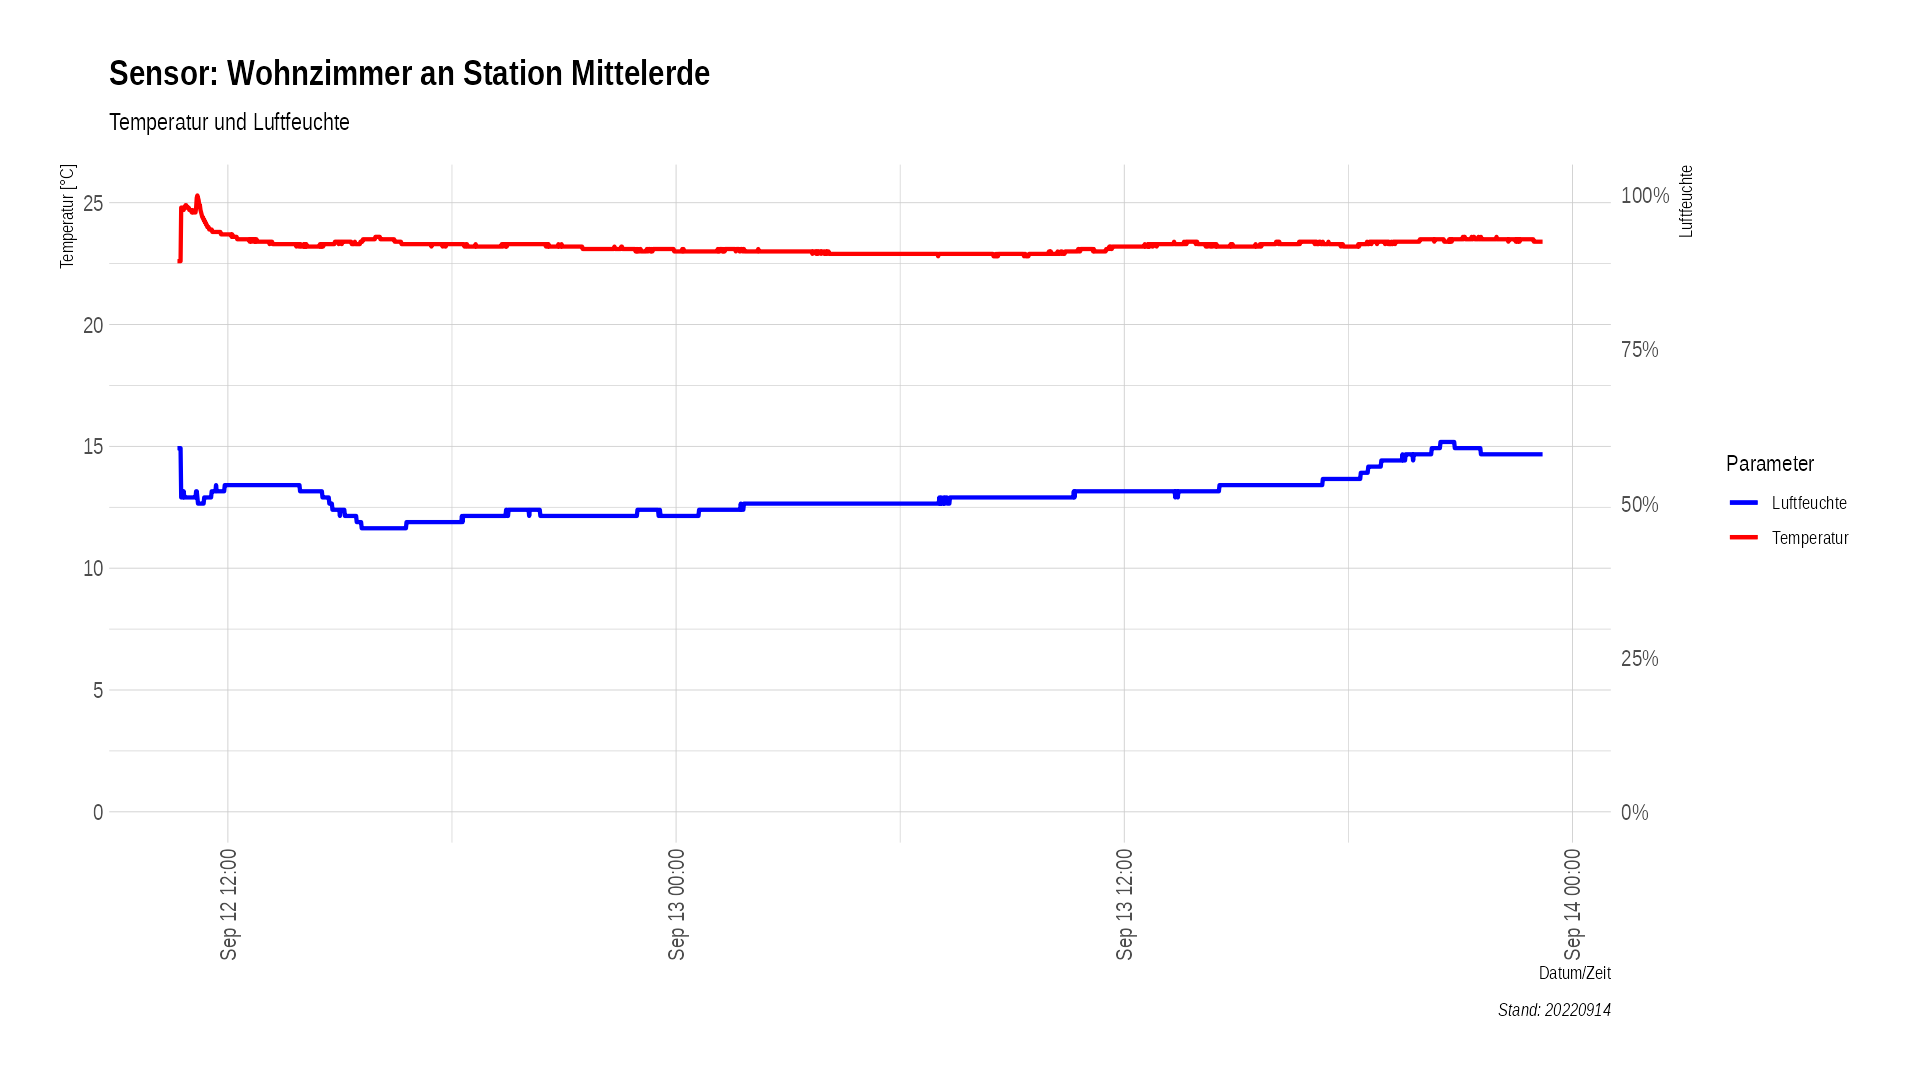 Sensor: Wohnzimmer an Station Mittelerde
Temperatur und Luftfeuchte
Temperatur [°C]
25
20
15
10
5
0
100%
75%
50%
25%
0%
Luftfeuchte
Parameter
Luftfeuchte
Temperatur
Sep 12 12:00
Sep 13 00:00
Sep 13 12:00
Sep 14 00:00
Datum/Zeit
Stand: 20220914